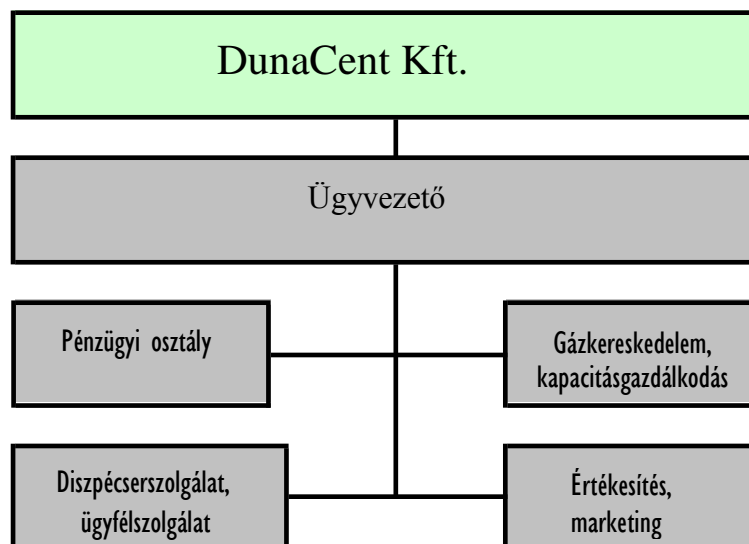 DunaCent Kft.
Ügyvezető
Pénzügyi osztály
Gázkereskedelem,
kapacitásgazdálkodás
Diszpécserszolgálat,
ügyfélszolgálat
Értékesítés,
marketing